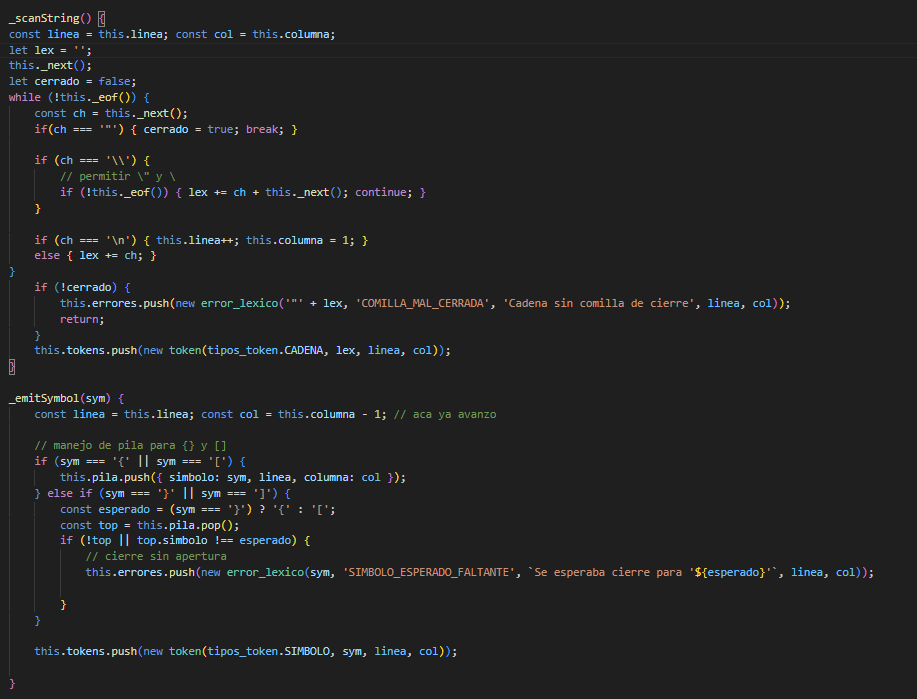 _scanString() {
const linea = this.linea; const col = this.columna;
let lex = '';
this._next();
let cerrado = false;
while (!this._eof()) {
    const ch = this._next();
    if(ch === '"') { cerrado = true; break; }

    if (ch === '\\') {
        // permitir \" y \
        if (!this._eof()) { lex += ch + this._next(); continue; }
    }

    if (ch === '\n') { this.linea++; this.columna = 1; }
    else { lex += ch; }
}
    if (!cerrado) {
        this.errores.push(new error_lexico('"' + lex, 'COMILLA_MAL_CERRADA', 'Cadena sin comilla de cierre', linea, col));
        return;
    }
    this.tokens.push(new token(tipos_token.CADENA, lex, linea, col));
}

_emitSymbol(sym) {
    const linea = this.linea; const col = this.columna - 1; // aca ya avanzo

    // manejo de pila para {} y []
    if (sym === '{' || sym === '[') {
        this.pila.push({ simbolo: sym, linea, columna: col });
    } else if (sym === '}' || sym === ']') {
        const esperado = (sym === '}') ? '{' : '[';
        const top = this.pila.pop();
        if (!top || top.simbolo !== esperado) {
            // cierre sin apertura
            this.errores.push(new error_lexico(sym, 'SIMBOLO_ESPERADO_FALTANTE', `Se esperaba cierre para '${esperado}'`, linea, col));

        }
    }

    this.tokens.push(new token(tipos_token.SIMBOLO, sym, linea, col));

}